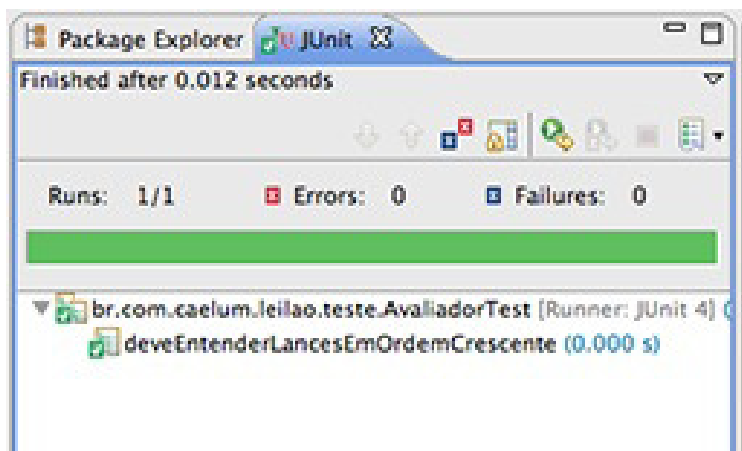 Package Explorer JUnit
Finished after 0.012 seconds
Runs: 1/1 Errors: 0 Failures: 0
br.com.caelum.leilao.teste.AvaliadorTest [Runner: JUnit 4] (
deveEntenderLancesEmOrdemCrescente (0.000 s)